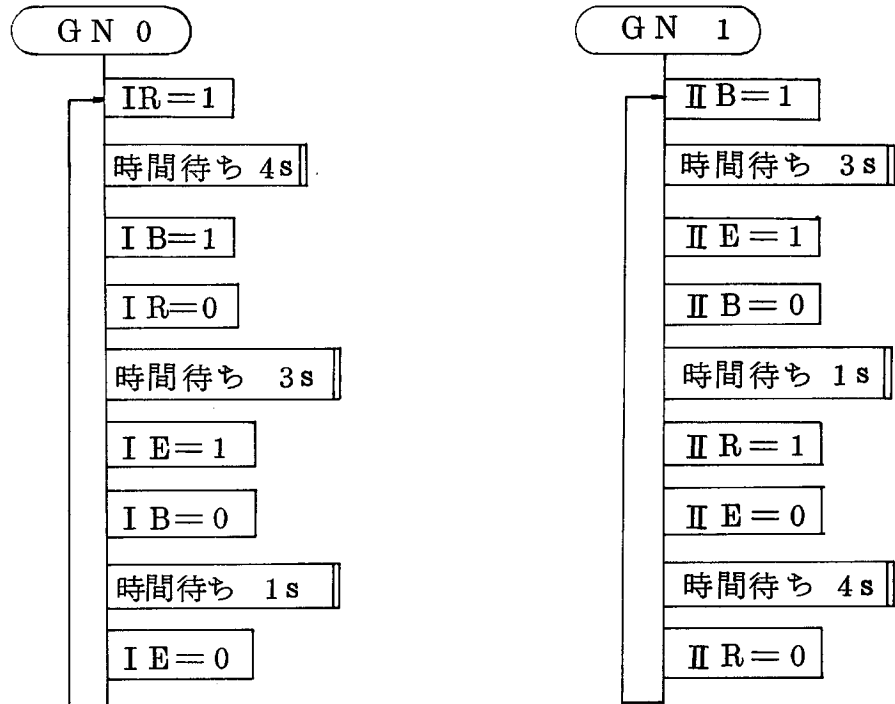 GN 0
IR=1
時間待ち 4s
I B=1
I R=0
時間待ち 3s
I E=1
I B=0
時間待ち 1s
I E=0
GN 1
II B=1
時間待ち 3s
II E=1
II B=0
時間待ち 1s
II R=1
II E=0
時間待ち 4s
II R=0